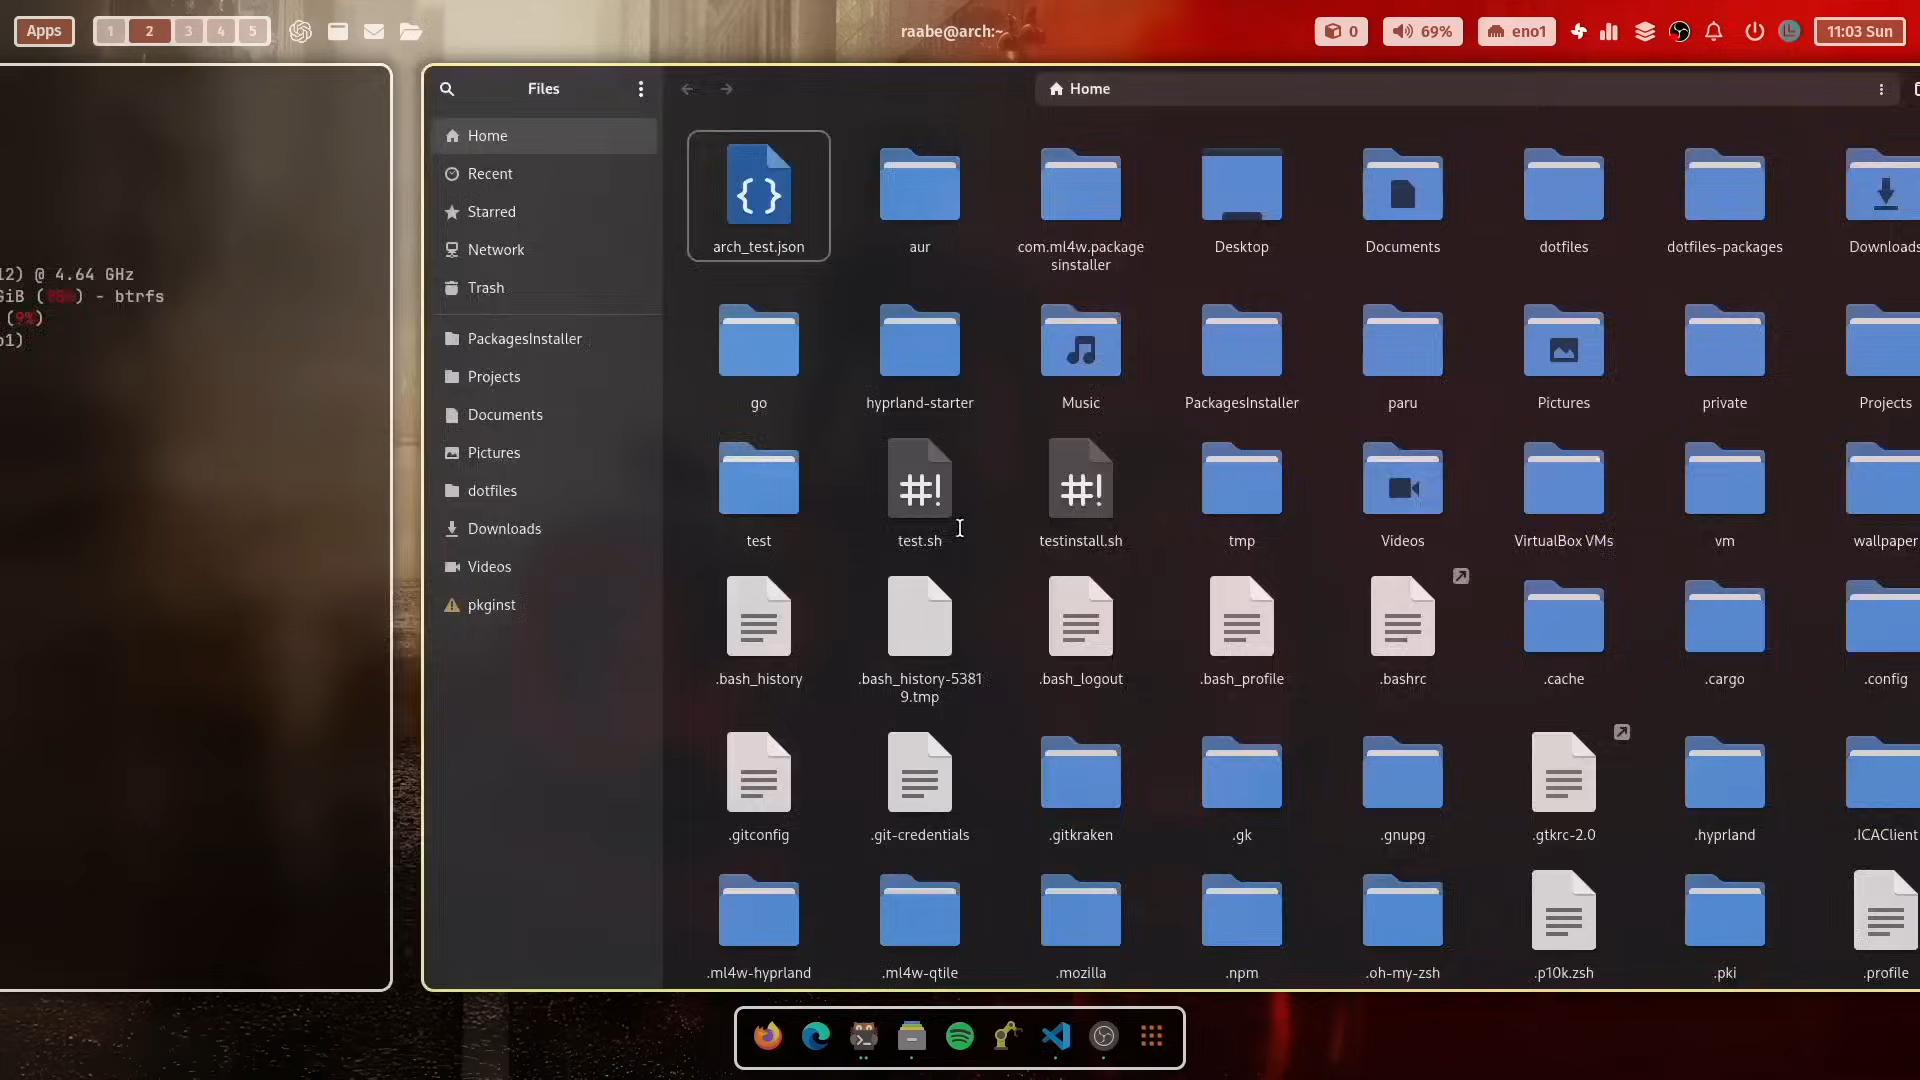 Apps
1 2 3 4 5
raabe@arch:~
0
69%
eno1
11:03 Sun
12) @ 4.64 GHz
GiB ( ) - btrfs
(9%)
o1)
Files
Home
Home
Recent
Starred
Network
Trash
PackagesInstaller
Projects
Documents
Pictures
dotfiles
Downloads
Videos
pkginst
arch_test.json
aur
com.ml4w.package
sinstaller
Desktop
Documents
dotfiles
dotfiles-packages
Downloads
go
hyprland-starter
Music
PackagesInstaller
paru
Pictures
private
Projects
test
test.sh
testinstall.sh
tmp
Videos
VirtualBox VMs
vm
wallpaper
.bash_history
.bash_history-5381
9.tmp
.bash_logout
.bash_profile
.bashrc
.cache
.cargo
.config
.gitconfig
.git-credentials
.gitkraken
.gk
.gnupg
.gtkrc-2.0
.hyprland
.ICAClient
.ml4w-hyprland
.ml4w-qtile
.mozilla
.npm
.oh-my-zsh
.p10k.zsh
.pki
.profile